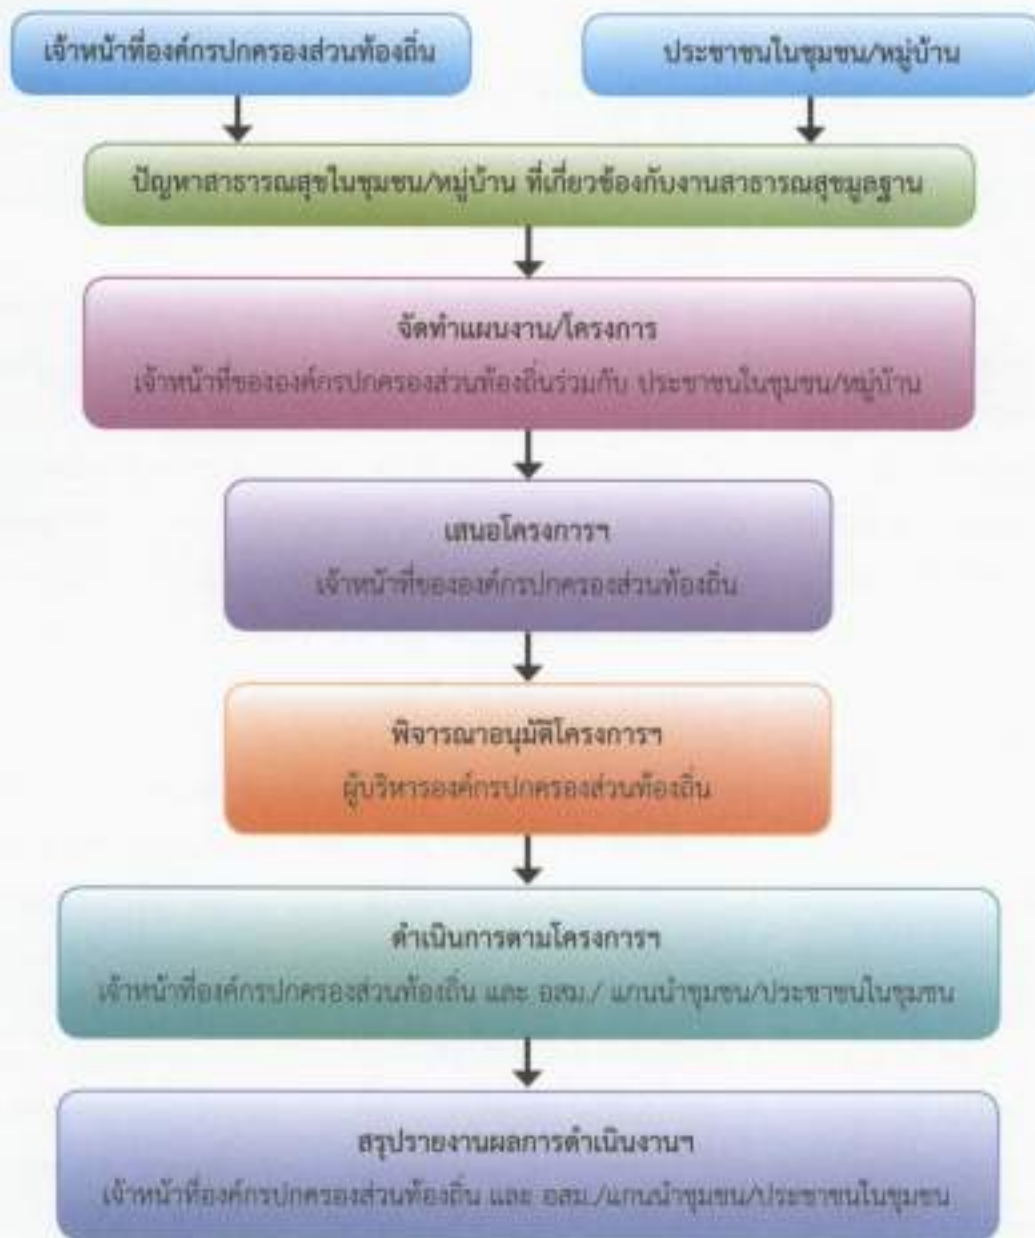 เจ้าหน้าที่องค์กรปกครองส่วนท้องถิ่น
ประชาชนในชุมชน/หมู่บ้าน
ปัญหาสาธารณสุขในชุมชน/หมู่บ้าน ที่เกี่ยวข้องกับงานสาธารณสุขมูลฐาน
จัดทำแผนงาน/โครงการ
เจ้าหน้าที่ขององค์กรปกครองส่วนท้องถิ่นร่วมกับ ประชาชนในชุมชน/หมู่บ้าน
เสนอโครงการฯ
เจ้าหน้าที่ขององค์กรปกครองส่วนท้องถิ่น
พิจารณาอนุมัติโครงการฯ
ผู้บริหารองค์กรปกครองส่วนท้องถิ่น
ดำเนินการตามโครงการฯ
เจ้าหน้าที่องค์กรปกครองส่วนท้องถิ่น และ อสม./ แกนนำชุมชน/ประชาชนในชุมชน
สรุปรายงานผลการดำเนินงานฯ
เจ้าหน้าที่องค์กรปกครองส่วนท้องถิ่น และ อสม./แกนนำชุมชน/ประชาชนในชุมชน